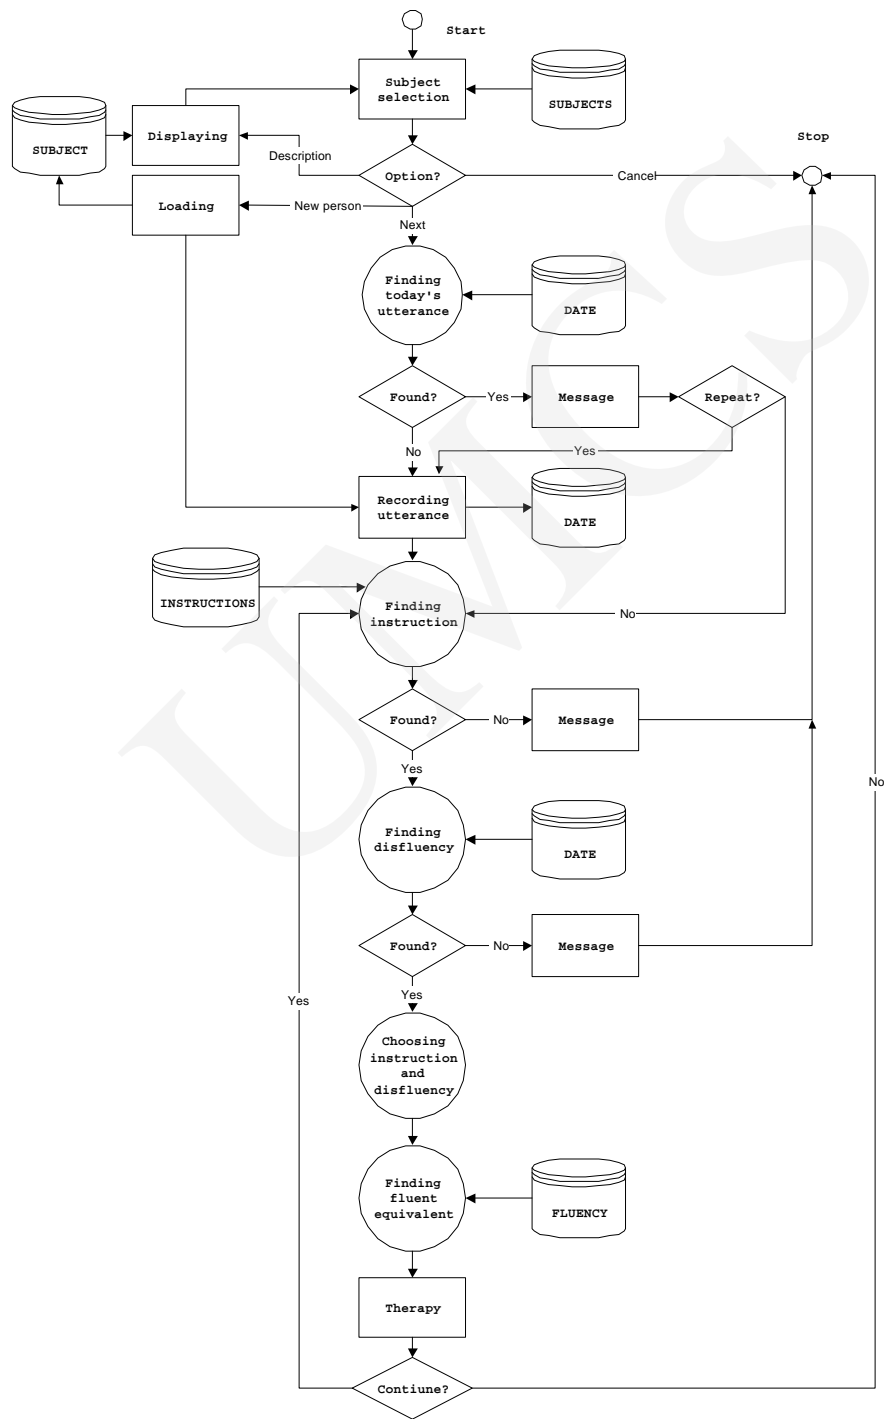 Start
Subject
selection
SUBJECTS
SUBJECT
Displaying
Stop
Description
Option?
Cancel
Loading
New person
Next
Finding
today's
utterance
DATE
Found?
Yes
Message
Repeat?
No
Yes
Recording
utterance
DATE
INSTRUCTIONS
Finding
instruction
No
Found?
No
Message
Yes
No
Finding
disfluency
DATE
Found?
No
Message
Yes
Yes
Choosing
instruction
and
disfluency
Finding
fluent
equivalent
FLUENCY
Therapy
Contiune?
UMCS